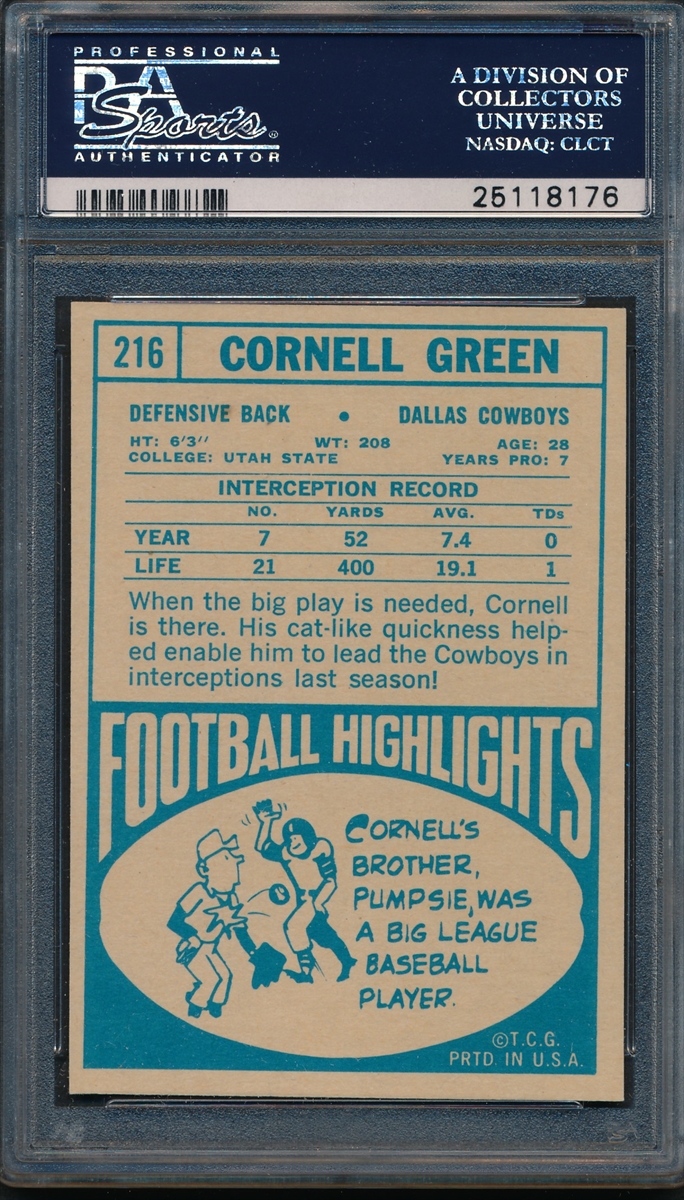 PROFESSIONAL
PSA
Sports®
AUTHENTICATOR
A DIVISION OF
COLLECTORS
UNIVERSE
NASDAQ: CLCT
25118176
216 CORNELL GREEN
DEFENSIVE BACK • DALLAS COWBOYS
HT: 6'3" WT: 208 AGE: 28
COLLEGE: UTAH STATE YEARS PRO: 7
INTERCEPTION RECORD
NO. YARDS AVG. TDs
YEAR 7 52 7.4 0
LIFE 21 400 19.1 1
When the big play is needed, Cornell
is there. His cat-like quickness help-
ed enable him to lead the Cowboys in
interceptions last season!
FOOTBALL HIGHLIGHTS
CORNELL'S
BROTHER,
PUMPSIE, WAS
A BIG LEAGUE
BASEBALL
PLAYER.
©T.C.G.
PRTD. IN U.S.A.